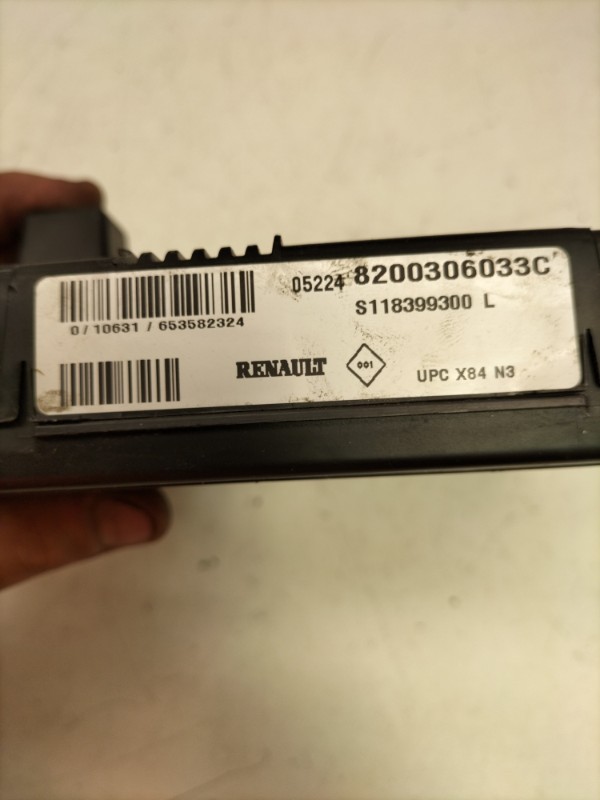 05224 8200306033C
S118399300 L
0/10631/653582324
RENAULT 001 UPC X84 N3